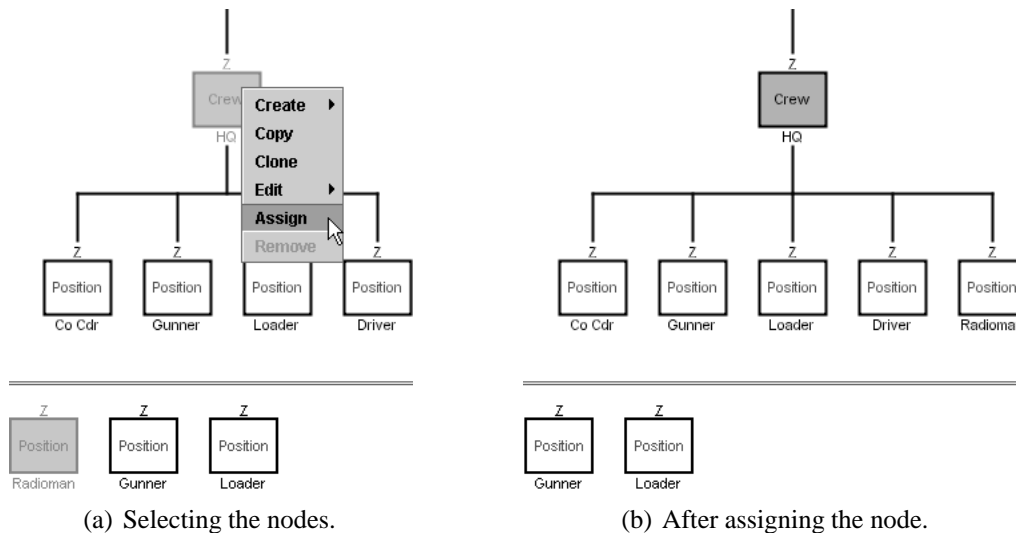 Z
Crew
HQ
Create
Copy
Clone
Edit
Assign
Remove
Z Z Z
Position Position Position Position
Co Cdr Gunner Loader Driver
Z Z Z
Position Position Position
Radioman Gunner Loader
(a) Selecting the nodes.
Z
Crew
HQ
Z Z Z Z Z
Position Position Position Position Position
Co Cdr Gunner Loader Driver Radioman
Z Z
Position Position
Gunner Loader
(b) After assigning the node.